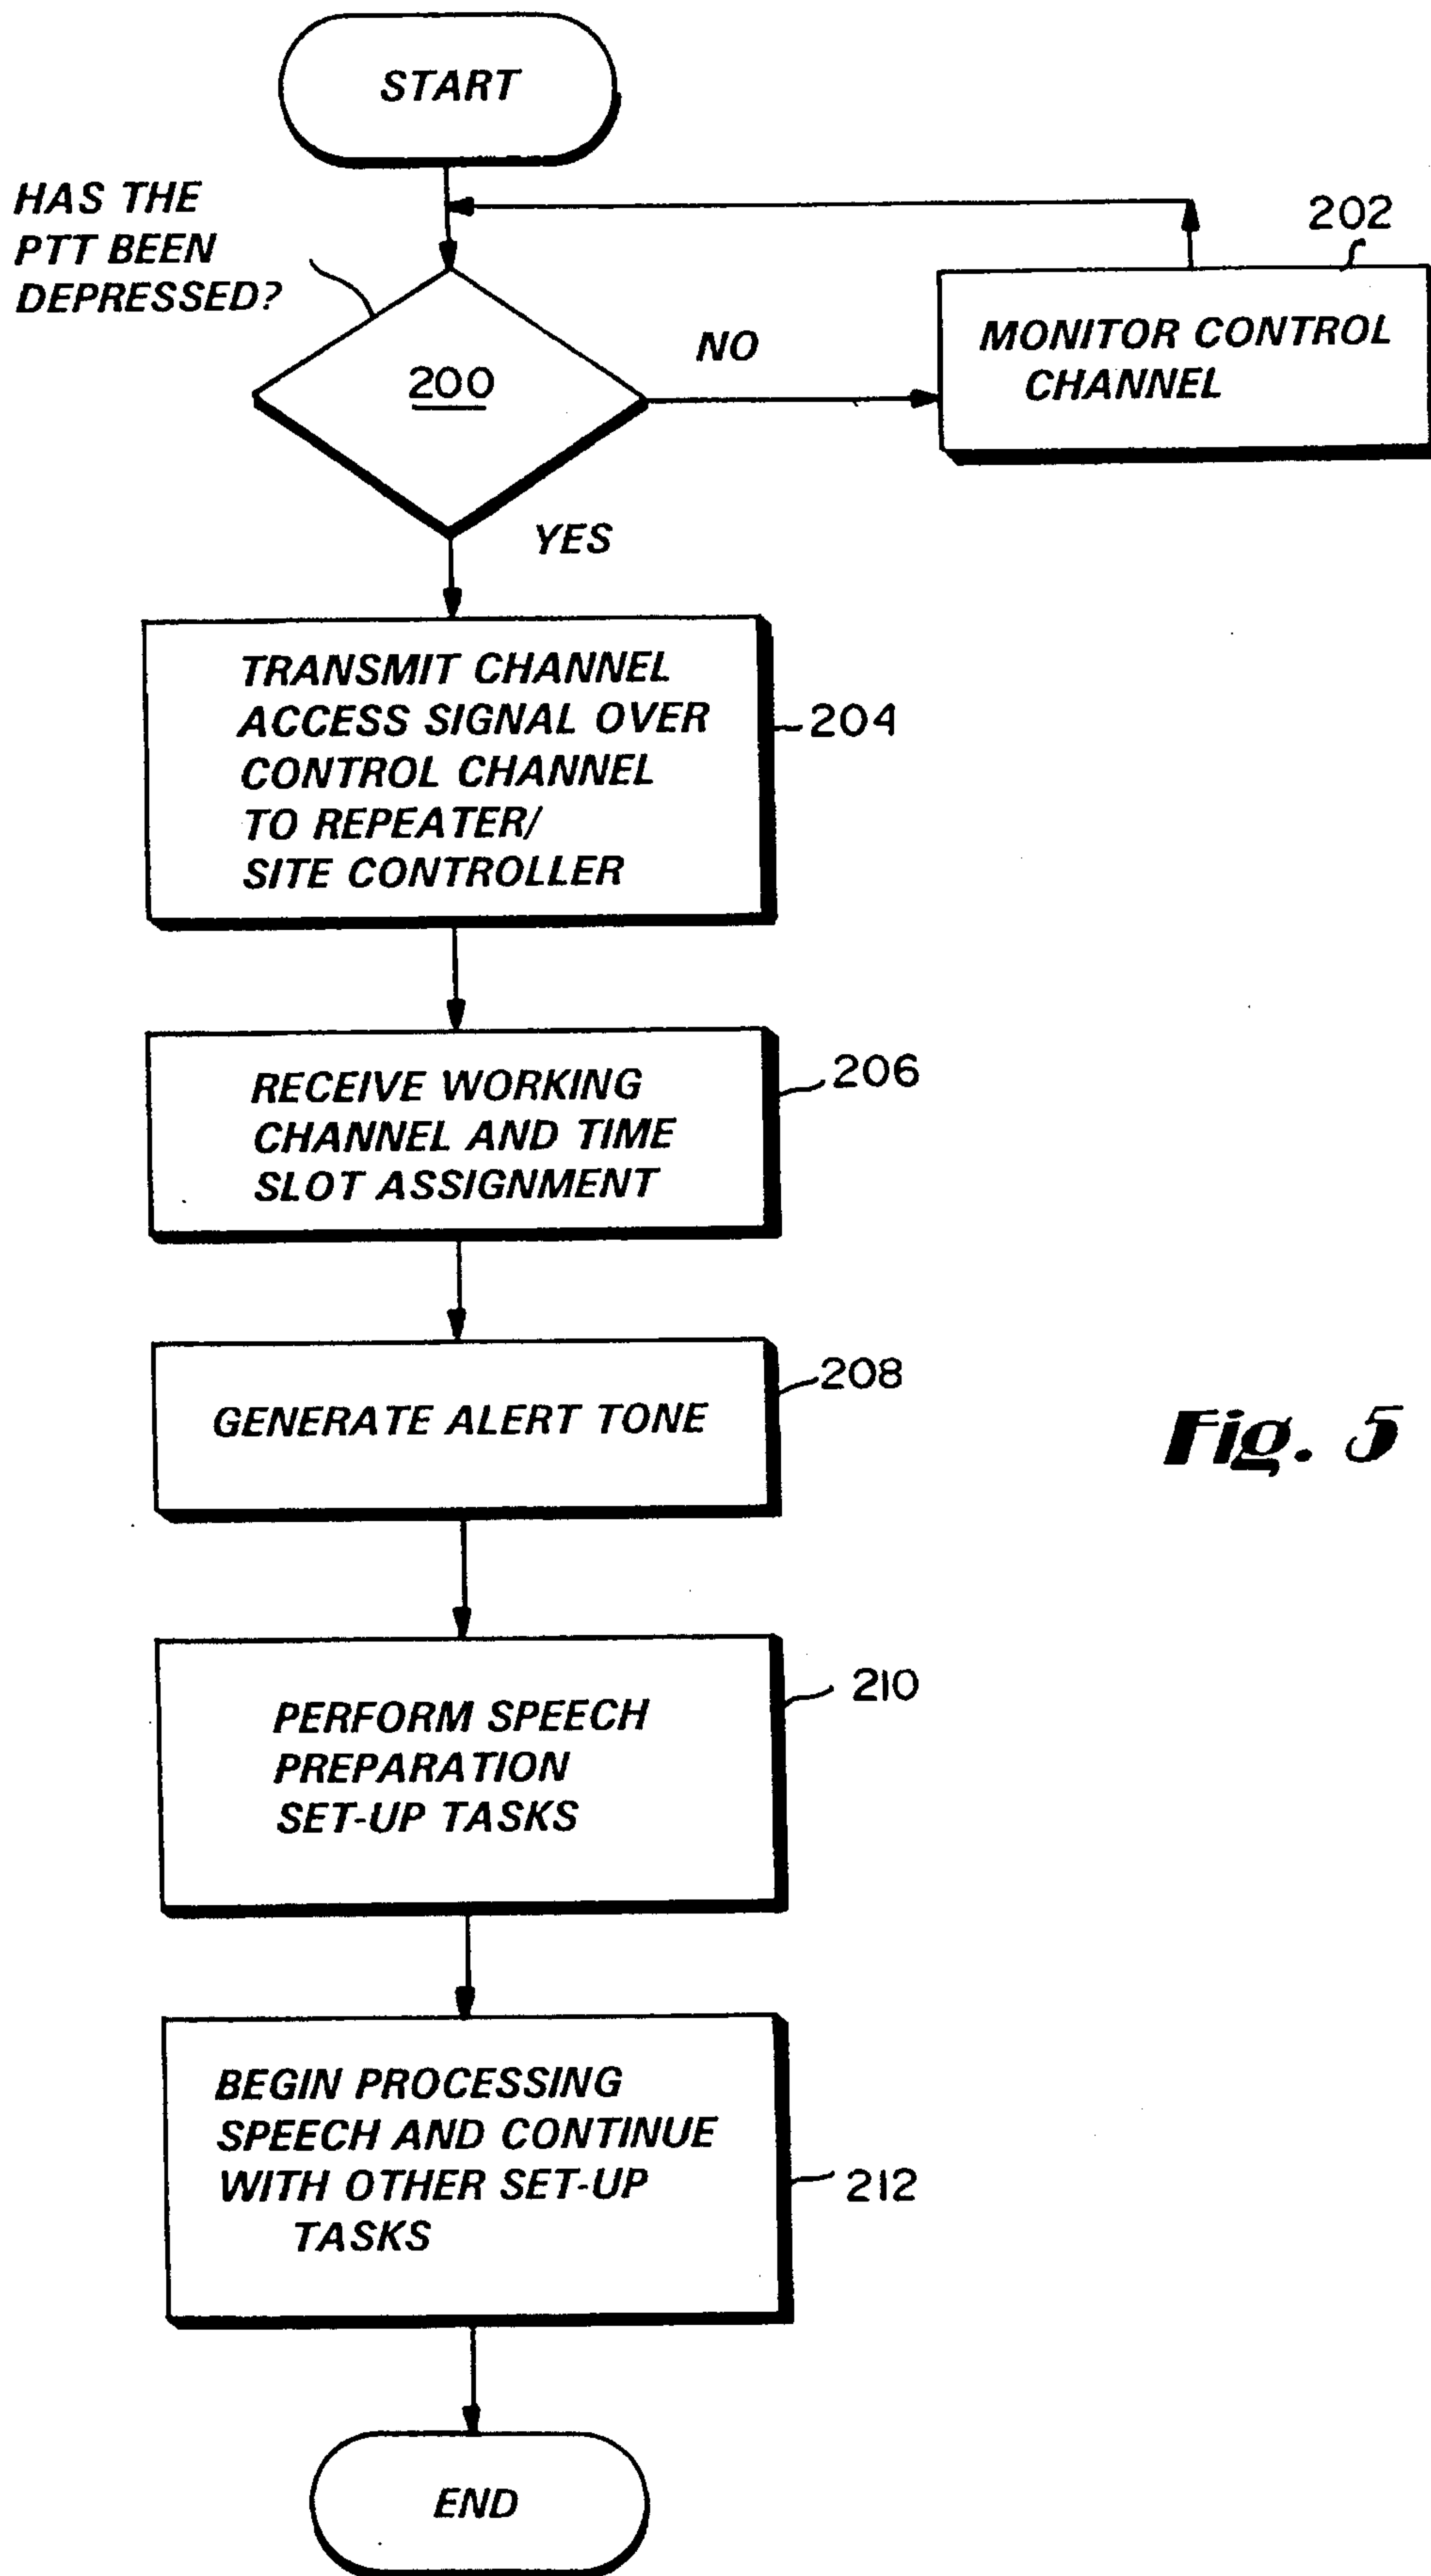 START
HAS THE
PTT BEEN
DEPRESSED?
200
NO
202
MONITOR CONTROL
CHANNEL
YES
TRANSMIT CHANNEL
ACCESS SIGNAL OVER
CONTROL CHANNEL
TO REPEATER/
SITE CONTROLLER
204
RECEIVE WORKING
CHANNEL AND TIME
SLOT ASSIGNMENT
206
GENERATE ALERT TONE
208
Fig. 5
PERFORM SPEECH
PREPARATION
SET-UP TASKS
210
BEGIN PROCESSING
SPEECH AND CONTINUE
WITH OTHER SET-UP
TASKS
212
END